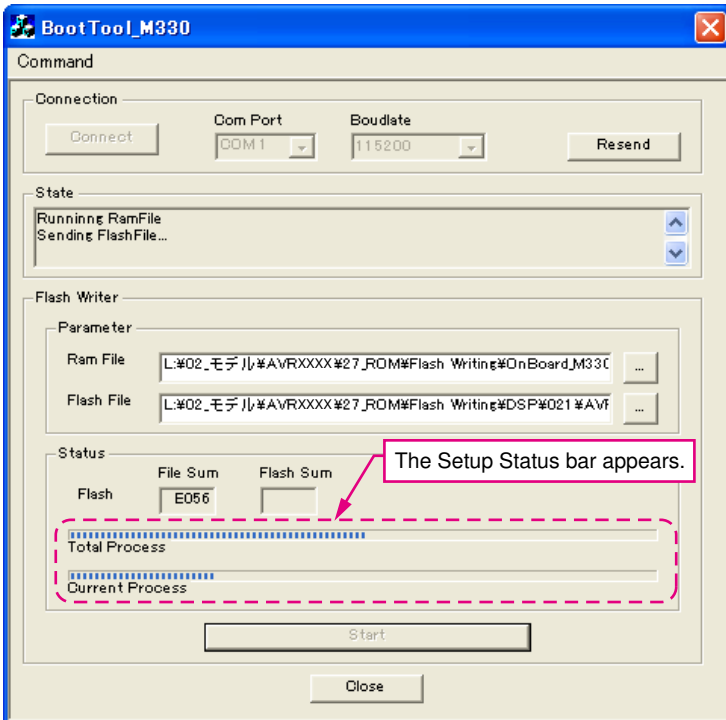 BootTool_M330
Command
Connection
Connect
Com Port
COM1
Boudlate
115200
Resend
State
Runninng RamFile
Sending FlashFile...
Flash Writer
Parameter
Ram File
L:¥02_モデル¥AVRXXXX¥27_ROM¥Flash Writing¥OnBoard_M330
...
Flash File
L:¥02_モデル¥AVRXXXX¥27_ROM¥Flash Writing¥DSP¥021¥AVR
...
Status
The Setup Status bar appears.
File Sum
Flash Sum
Flash
E056
Total Process
Current Process
Start
Close